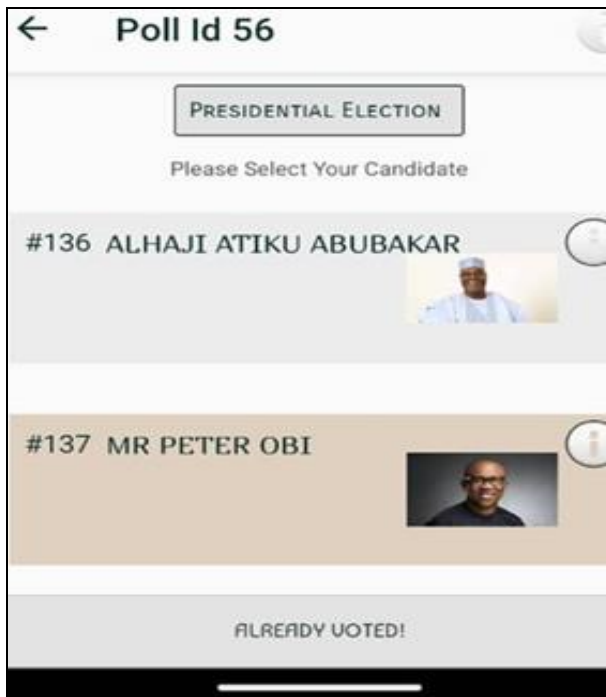 Poll Id 56
PRESIDENTIAL ELECTION
Please Select Your Candidate
#136 ALHAJI ATIKU ABUBAKAR
#137 MR PETER OBI
ALREADY VOTED!